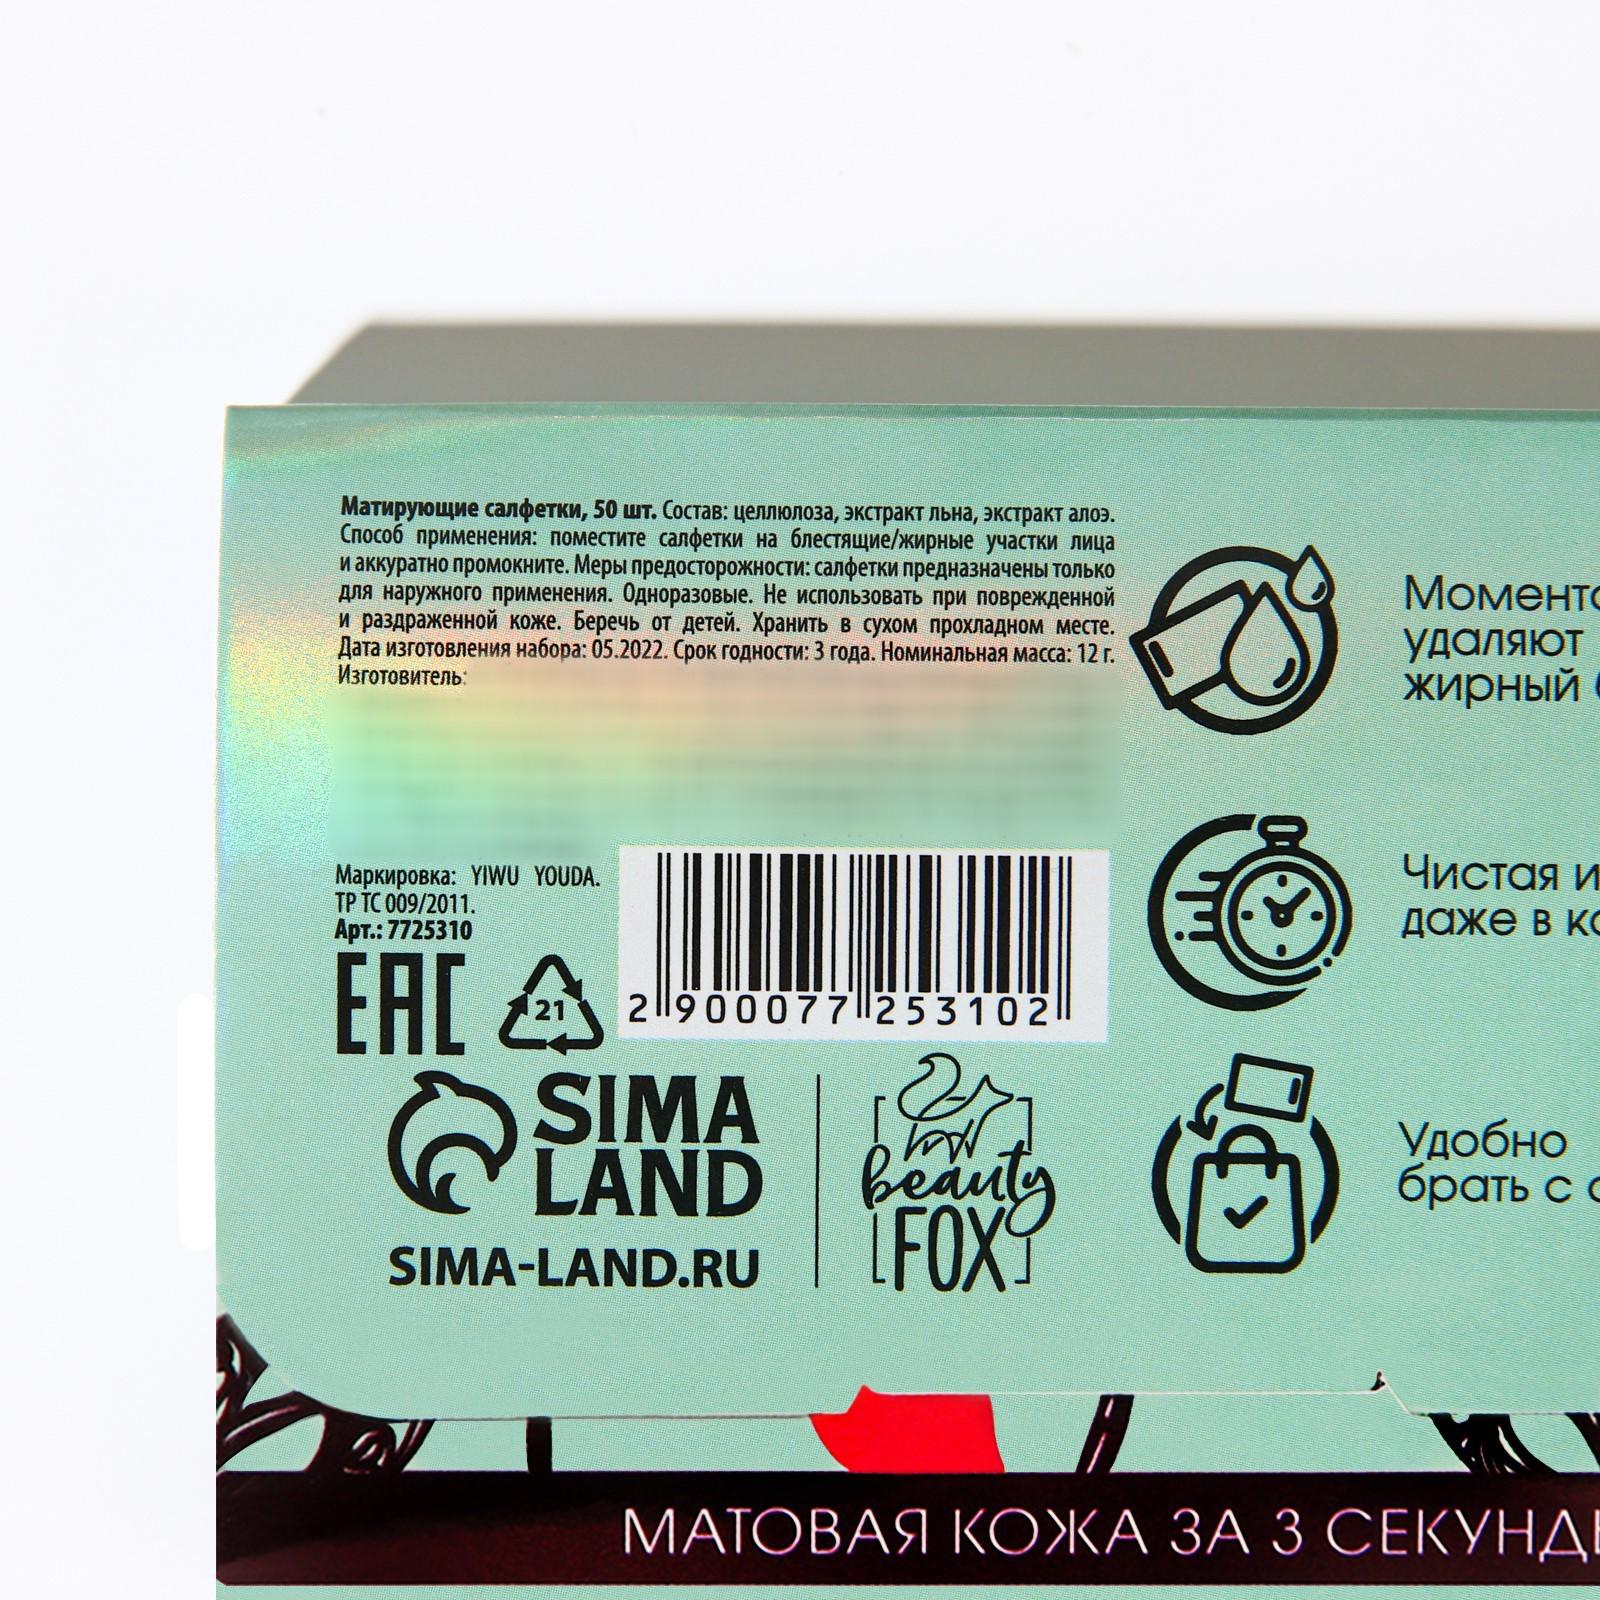 Матирующие салфетки, 50 шт. Состав: целлюлоза, экстракт льна, экстракт алоэ.
Способ применения: поместите салфетки на блестящие/жирные участки лица
и аккуратно промокните. Меры предосторожности: салфетки предназначены только
для наружного применения. Одноразовые. Не использовать при поврежденной
и раздраженной коже. Беречь от детей. Хранить в сухом прохладном месте.
Дата изготовления набора: 05.2022. Срок годности: 3 года. Номинальная масса: 12 г.
Изготовитель:
Маркировка: YIWU YOUDA.
ТР ТС 009/2011.
Арт.: 7725310
EAC
21
2 900077 253102
SIMA
LAND
SIMA-LAND.RU
beauty
FOX
удаляют
жирный
Чистая и
даже в
Удобно
брать с
МАТОВАЯ КОЖА ЗА 3